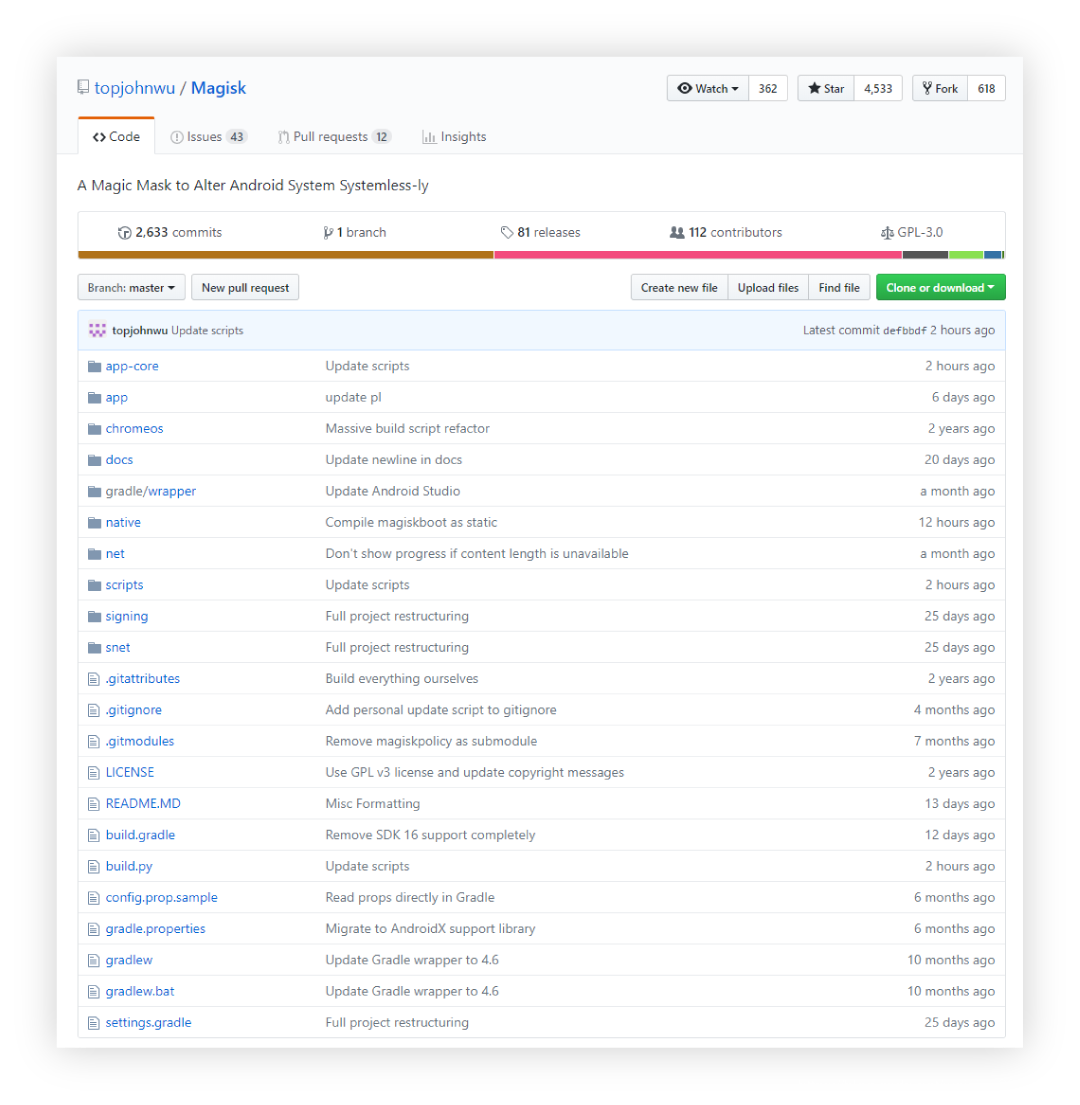 topjohnwu / Magisk
Watch 362 Star 4,533 Fork 618
Code Issues 43 Pull requests 12 Insights
A Magic Mask to Alter Android System Systemless-ly
2,633 commits 1 branch 81 releases 112 contributors GPL-3.0
Branch: master New pull request Create new file Upload files Find file Clone or download
topjohnwu Update scripts Latest commit defbbdf 2 hours ago
app-core Update scripts 2 hours ago
app update pl 6 days ago
chromeos Massive build script refactor 2 years ago
docs Update newline in docs 20 days ago
gradle/wrapper Update Android Studio a month ago
native Compile magiskboot as static 12 hours ago
net Don't show progress if content length is unavailable a month ago
scripts Update scripts 2 hours ago
signing Full project restructuring 25 days ago
snet Full project restructuring 25 days ago
.gitattributes Build everything ourselves 2 years ago
.gitignore Add personal update script to gitignore 4 months ago
.gitmodules Remove magiskpolicy as submodule 7 months ago
LICENSE Use GPL v3 license and update copyright messages 2 years ago
README.MD Misc Formatting 13 days ago
build.gradle Remove SDK 16 support completely 12 days ago
build.py Update scripts 2 hours ago
config.prop.sample Read props directly in Gradle 6 months ago
gradle.properties Migrate to AndroidX support library 6 months ago
gradlew Update Gradle wrapper to 4.6 10 months ago
gradlew.bat Update Gradle wrapper to 4.6 10 months ago
settings.gradle Full project restructuring 25 days ago